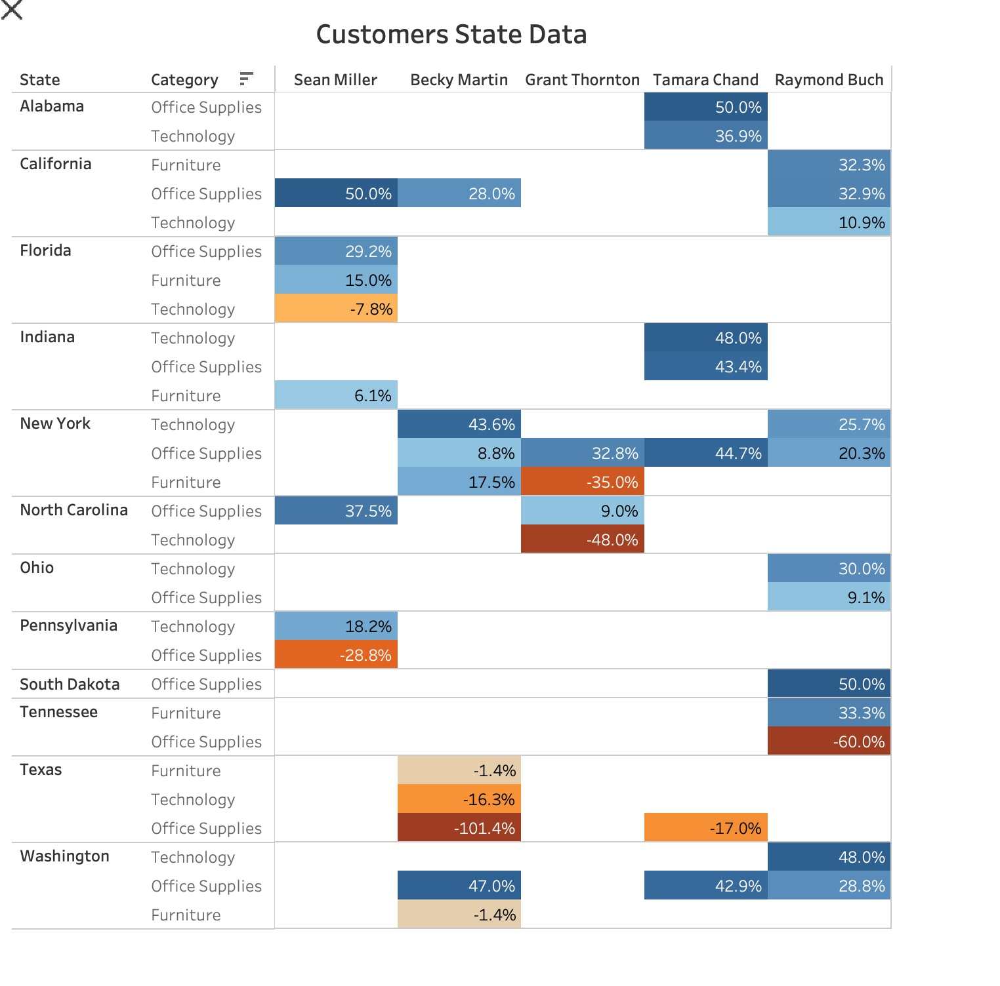 Customers State Data
State Category Sean Miller Becky Martin Grant Thornton Tamara Chand Raymond Buch
Alabama Office Supplies 50.0%
Technology 36.9%
California Furniture 32.3%
Office Supplies 50.0% 28.0% 32.9%
Technology 10.9%
Florida Office Supplies 29.2%
Furniture 15.0%
Technology -7.8%
Indiana Technology 48.0%
Office Supplies 43.4%
Furniture 6.1%
New York Technology 43.6% 25.7%
Office Supplies 8.8% 32.8% 44.7% 20.3%
Furniture 17.5% -35.0%
North Carolina Office Supplies 37.5% 9.0%
Technology -48.0%
Ohio Technology 30.0%
Office Supplies 9.1%
Pennsylvania Technology 18.2%
Office Supplies -28.8%
South Dakota Office Supplies 50.0%
Tennessee Furniture 33.3%
Office Supplies -60.0%
Texas Furniture -1.4%
Technology -16.3%
Office Supplies -101.4% -17.0%
Washington Technology 48.0%
Office Supplies 47.0% 42.9% 28.8%
Furniture -1.4%